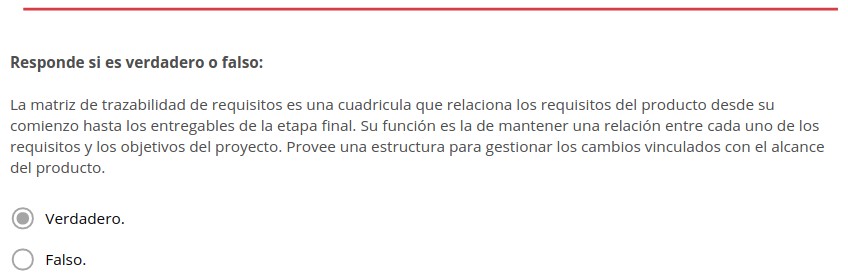 Responde si es verdadero o falso:
La matriz de trazabilidad de requisitos es una cuadricula que relaciona los requisitos del producto desde su
comienzo hasta los entregables de la etapa final. Su función es la de mantener una relación entre cada uno de los
requisitos y los objetivos del proyecto. Provee una estructura para gestionar los cambios vinculados con el alcance
del producto.
Verdadero.
Falso.